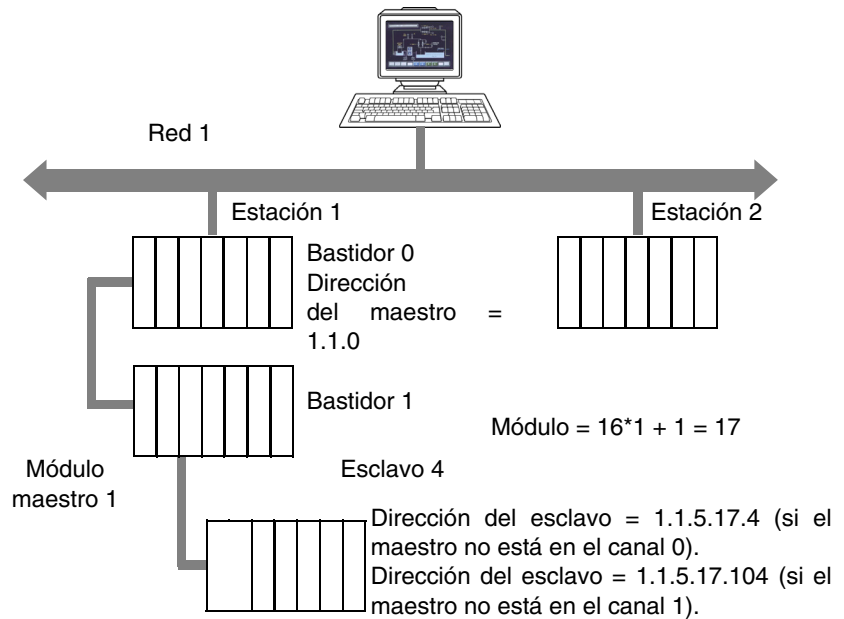 Red 1
Estación 1
Estación 2
Bastidor 0
Dirección
del maestro =
1.1.0
Bastidor 1
Módulo = 16*1 + 1 = 17
Módulo
maestro 1
Esclavo 4
Dirección del esclavo = 1.1.5.17.4 (si el
maestro no está en el canal 0).
Dirección del esclavo = 1.1.5.17.104 (si el
maestro no está en el canal 1).